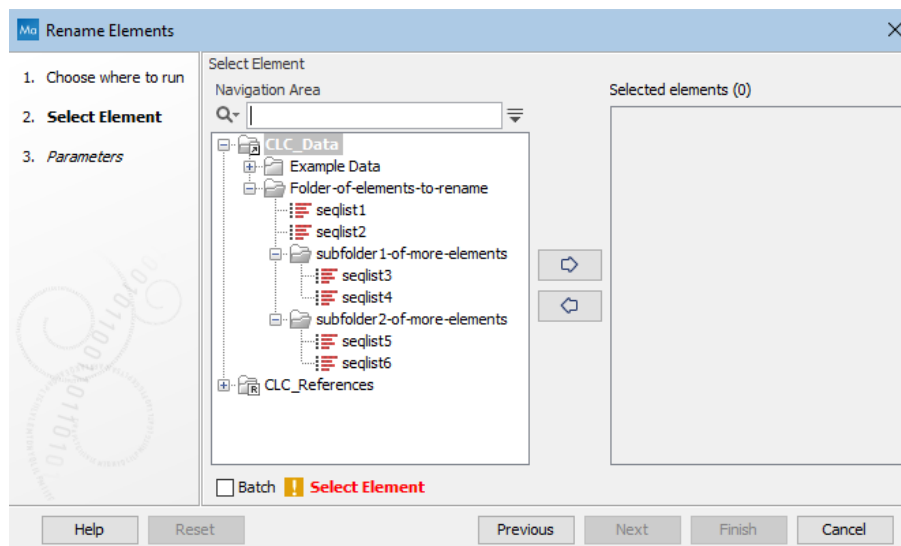 Ma Rename Elements
1. Choose where to run
2. Select Element
3. Parameters
Select Element
Navigation Area
Selected elements (0)
CLC_Data
Example Data
Folder-of-elements-to-rename
seqlist1
seqlist2
subfolder1-of-more-elements
seqlist3
seqlist4
subfolder2-of-more-elements
seqlist5
seqlist6
R CLC_References
Batch ! Select Element
Help Reset Previous Next Finish Cancel